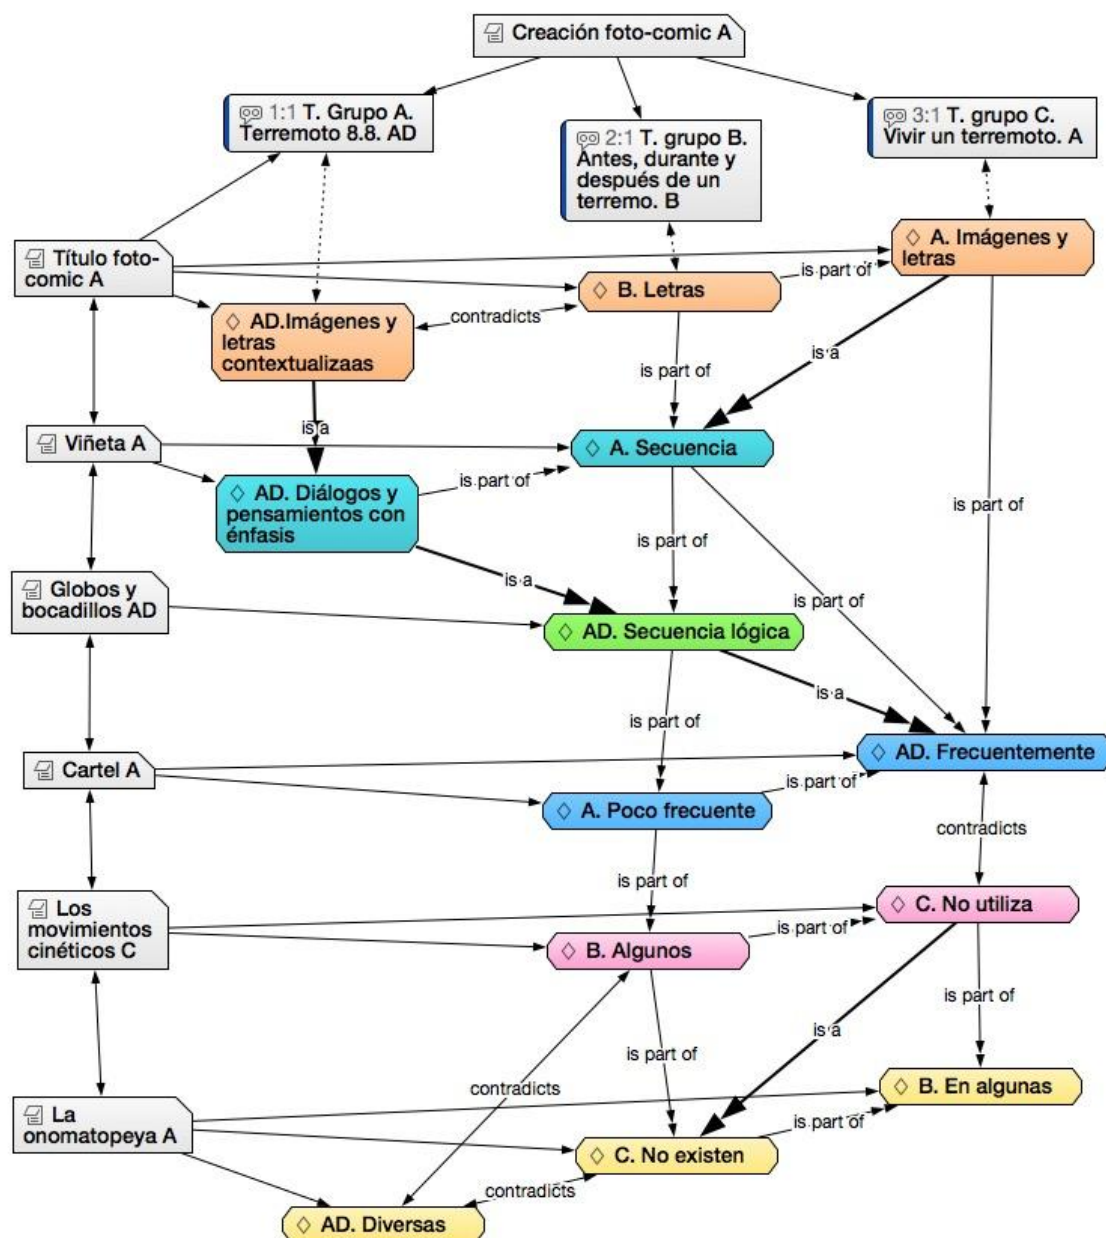 Creación foto-comic A
1:1 T. Grupo A.
Terremoto 8.8. AD
2:1 T. grupo B.
Antes, durante y
después de un
terremo. B
3:1 T. grupo C.
Vivir un terremoto. A
Título foto-
comic A
A. Imágenes y
letras
is part of
B. Letras
contradicts
AD.Imágenes y
letras
contextualizaas
is a
is part of
is a
Viñeta A
A. Secuencia
is part of
AD. Diálogos y
pensamientos con
énfasis
is part of
is part of
is a
Globos y
bocadillos AD
is part of
AD. Secuencia lógica
is a
is part of
Cartel A
AD. Frecuentemente
is part of
A. Poco frecuente
contradicts
is part of
Los
movimientos
cinéticos C
C. No utiliza
is part of
B. Algunos
is part of
is a
is part of
contradicts
B. En algunas
La
onomatopeya A
is part of
C. No existen
contradicts
AD. Diversas